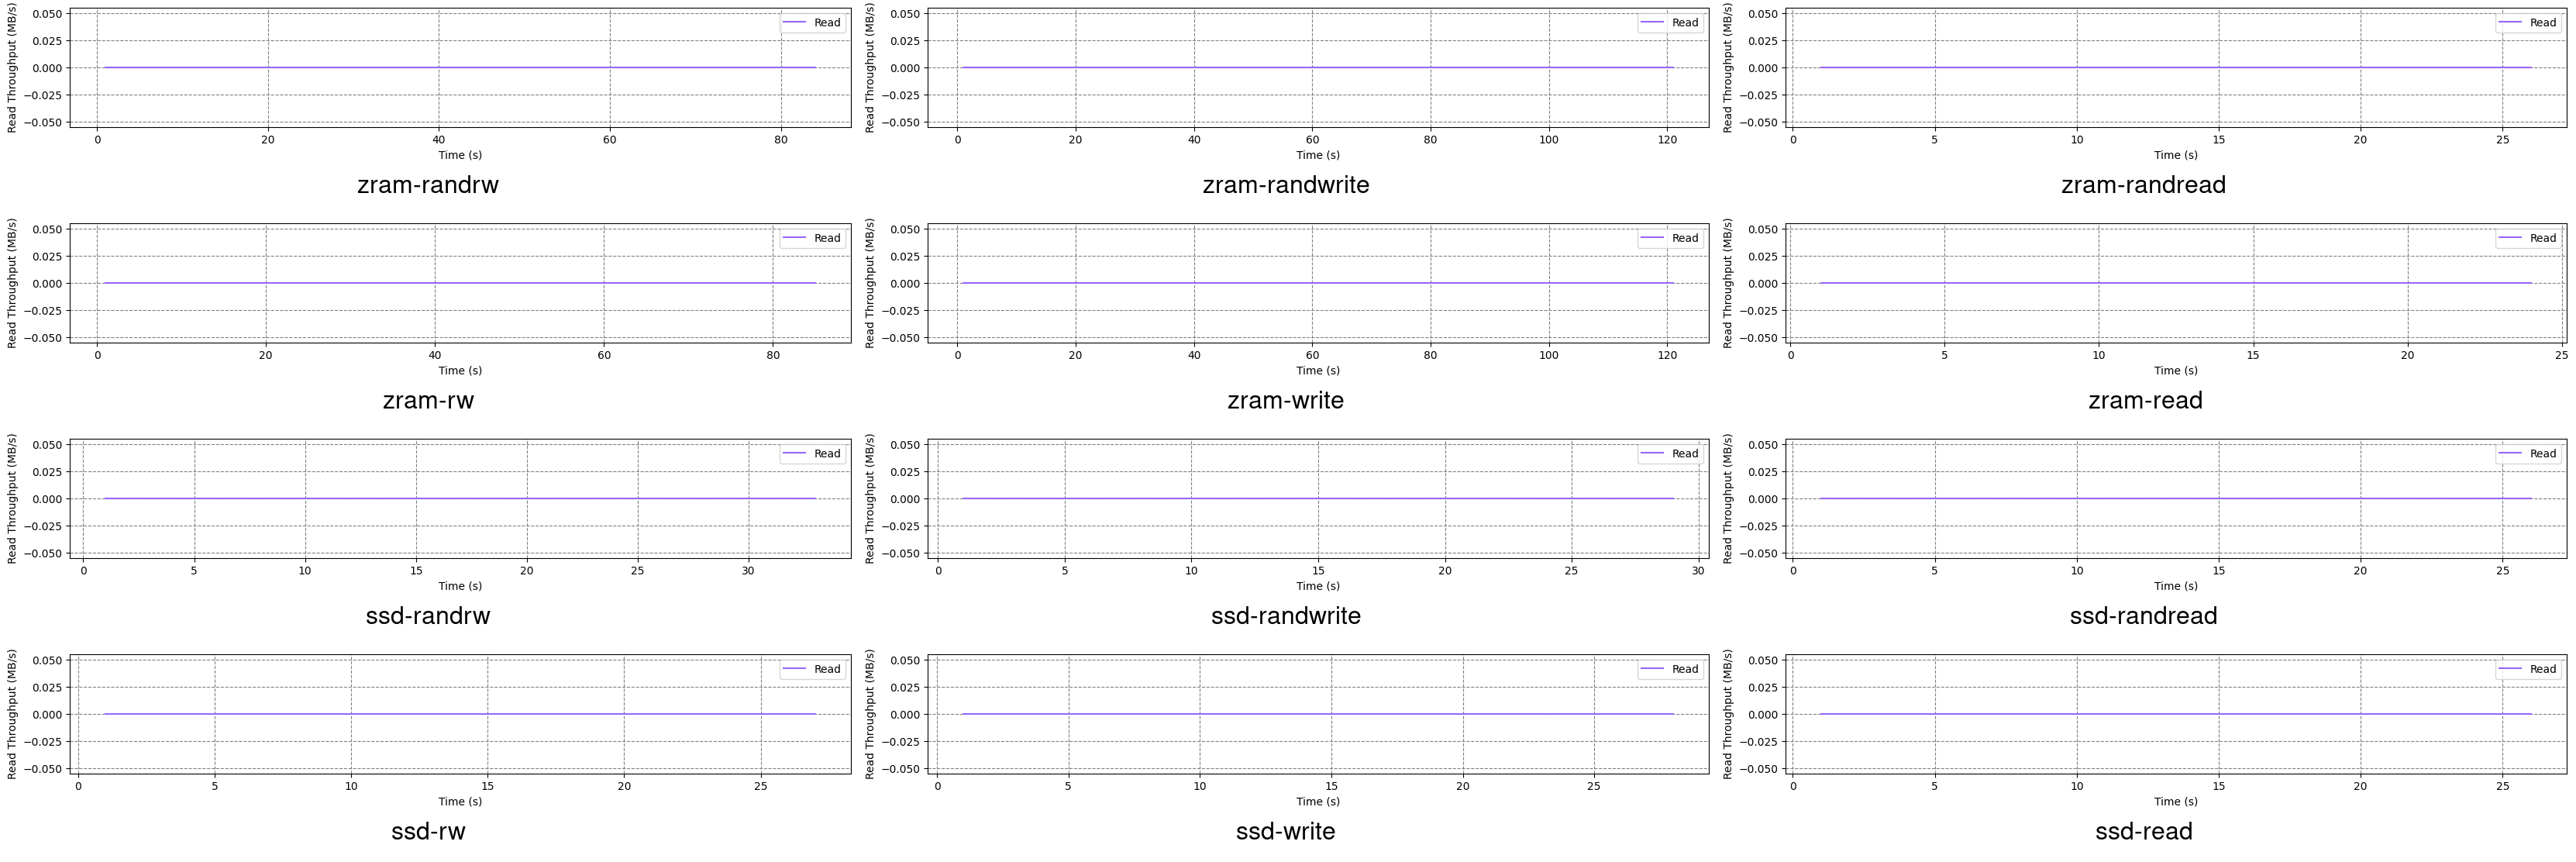 Read Throughput (MB/s)
0.050
0.025
0.000
−0.025
−0.050
Read
0 20 40 60 80
Time (s)
zram-randrw
Read Throughput (MB/s)
0.050
0.025
0.000
−0.025
−0.050
Read
0 20 40 60 80 100 120
Time (s)
zram-randwrite
Read Throughput (MB/s)
0.050
0.025
0.000
−0.025
−0.050
Read
0 5 10 15 20 25
Time (s)
zram-randread
Read Throughput (MB/s)
0.050
0.025
0.000
−0.025
−0.050
Read
0 20 40 60 80
Time (s)
zram-rw
Read Throughput (MB/s)
0.050
0.025
0.000
−0.025
−0.050
Read
0 20 40 60 80 100 120
Time (s)
zram-write
Read Throughput (MB/s)
0.050
0.025
0.000
−0.025
−0.050
Read
0 5 10 15 20 25
Time (s)
zram-read
Read Throughput (MB/s)
0.050
0.025
0.000
−0.025
−0.050
Read
0 5 10 15 20 25 30
Time (s)
ssd-randrw
Read Throughput (MB/s)
0.050
0.025
0.000
−0.025
−0.050
Read
0 5 10 15 20 25 30
Time (s)
ssd-randwrite
Read Throughput (MB/s)
0.050
0.025
0.000
−0.025
−0.050
Read
0 5 10 15 20 25
Time (s)
ssd-randread
Read Throughput (MB/s)
0.050
0.025
0.000
−0.025
−0.050
Read
0 5 10 15 20 25
Time (s)
ssd-rw
Read Throughput (MB/s)
0.050
0.025
0.000
−0.025
−0.050
Read
0 5 10 15 20 25
Time (s)
ssd-write
Read Throughput (MB/s)
0.050
0.025
0.000
−0.025
−0.050
Read
0 5 10 15 20 25
Time (s)
ssd-read